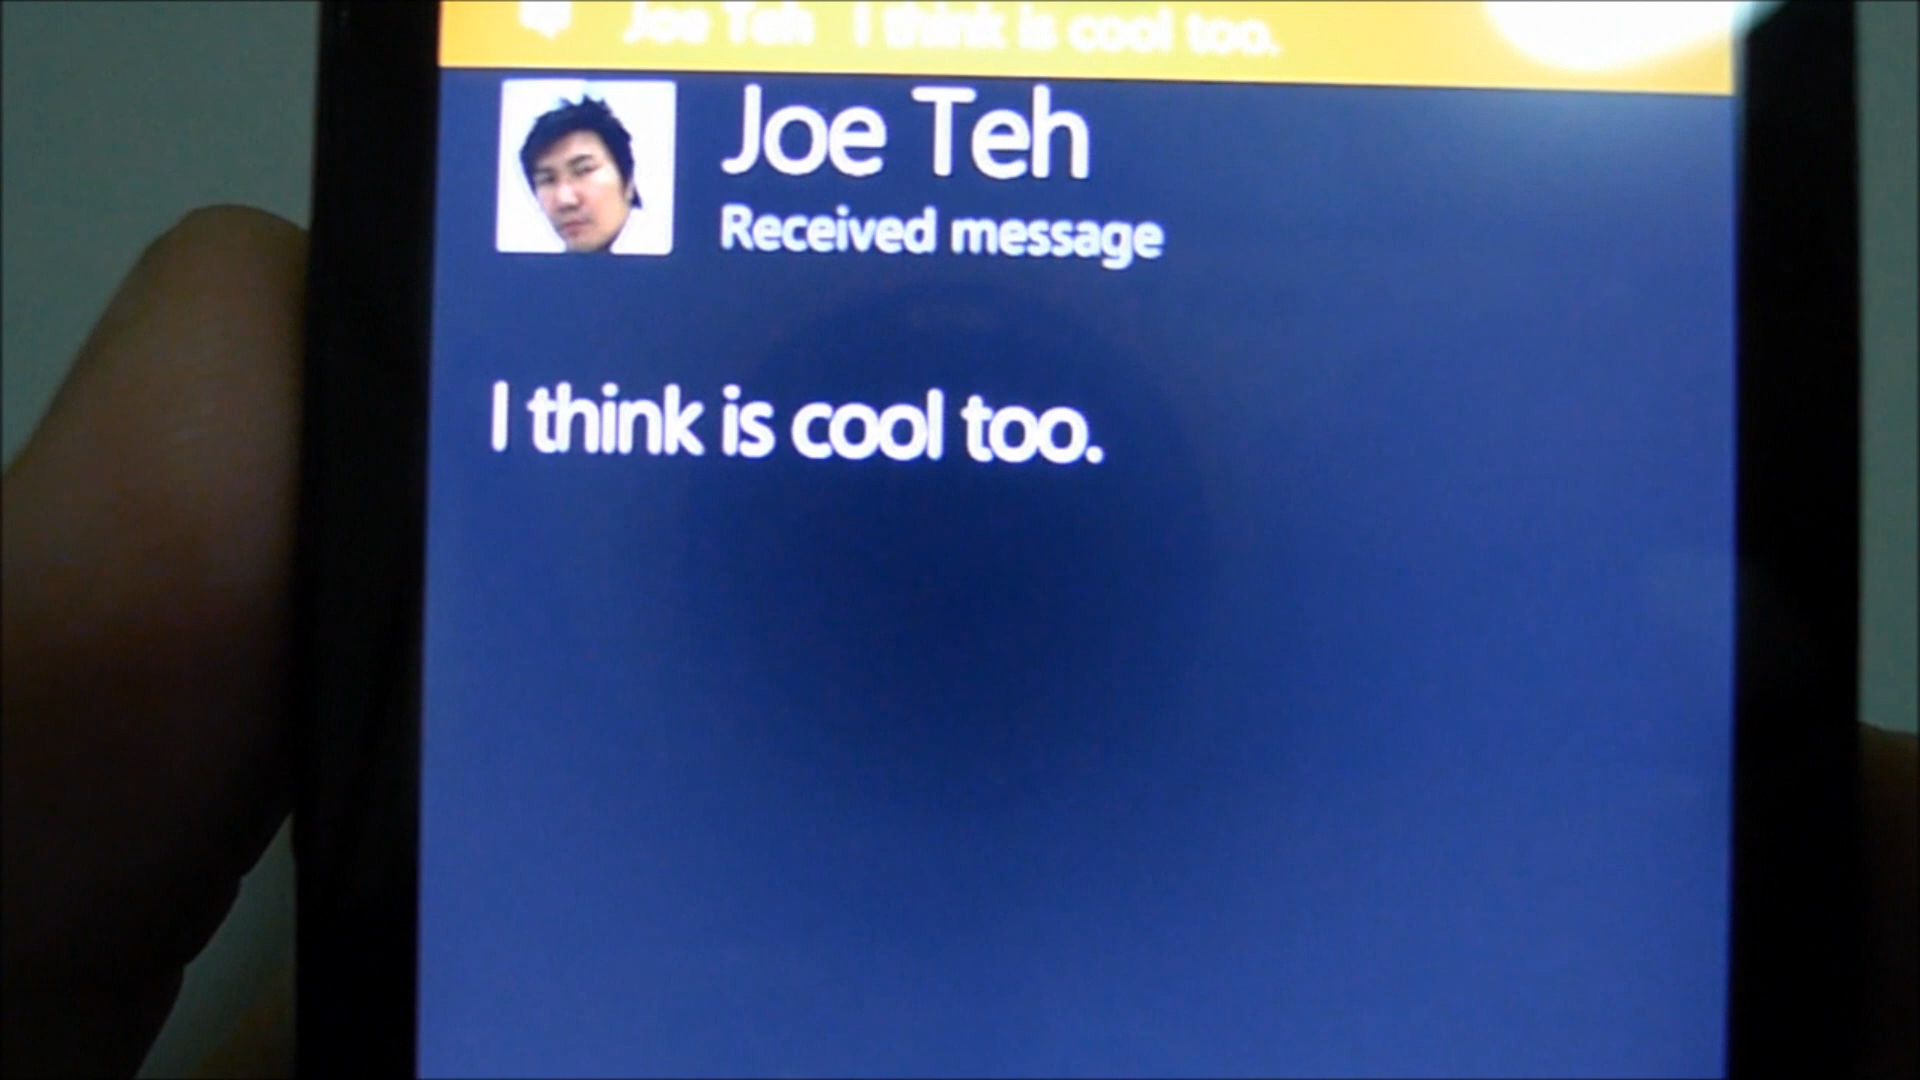 Joe Teh I think is cool too.
Joe Teh
Received message
I think is cool too.